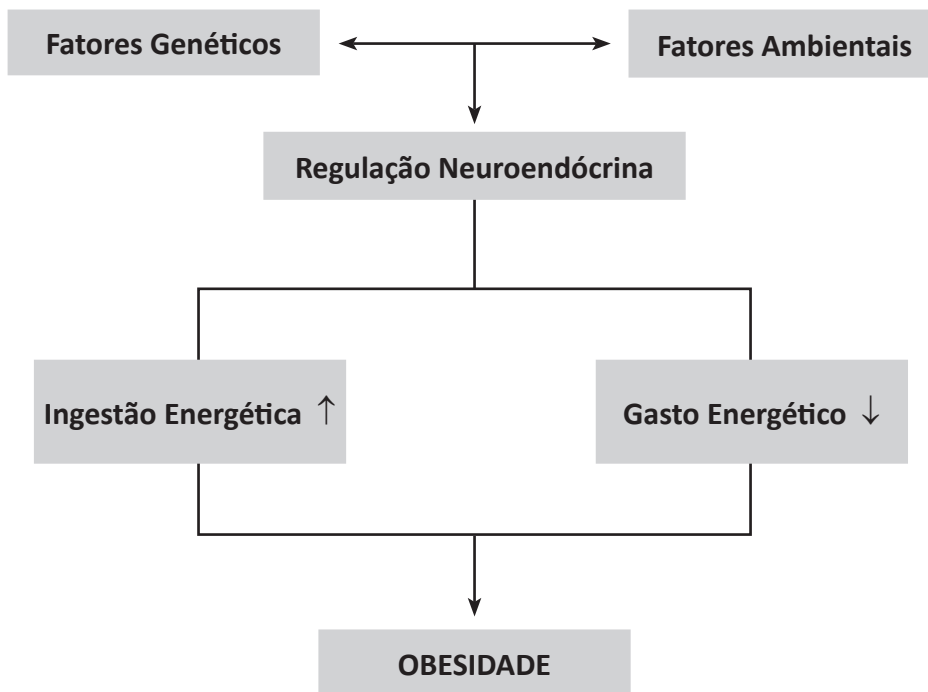 Fatores Genéticos
Fatores Ambientais
Regulação Neuroendócrina
Ingestão Energética ↑
Gasto Energético ↓
OBESIDADE